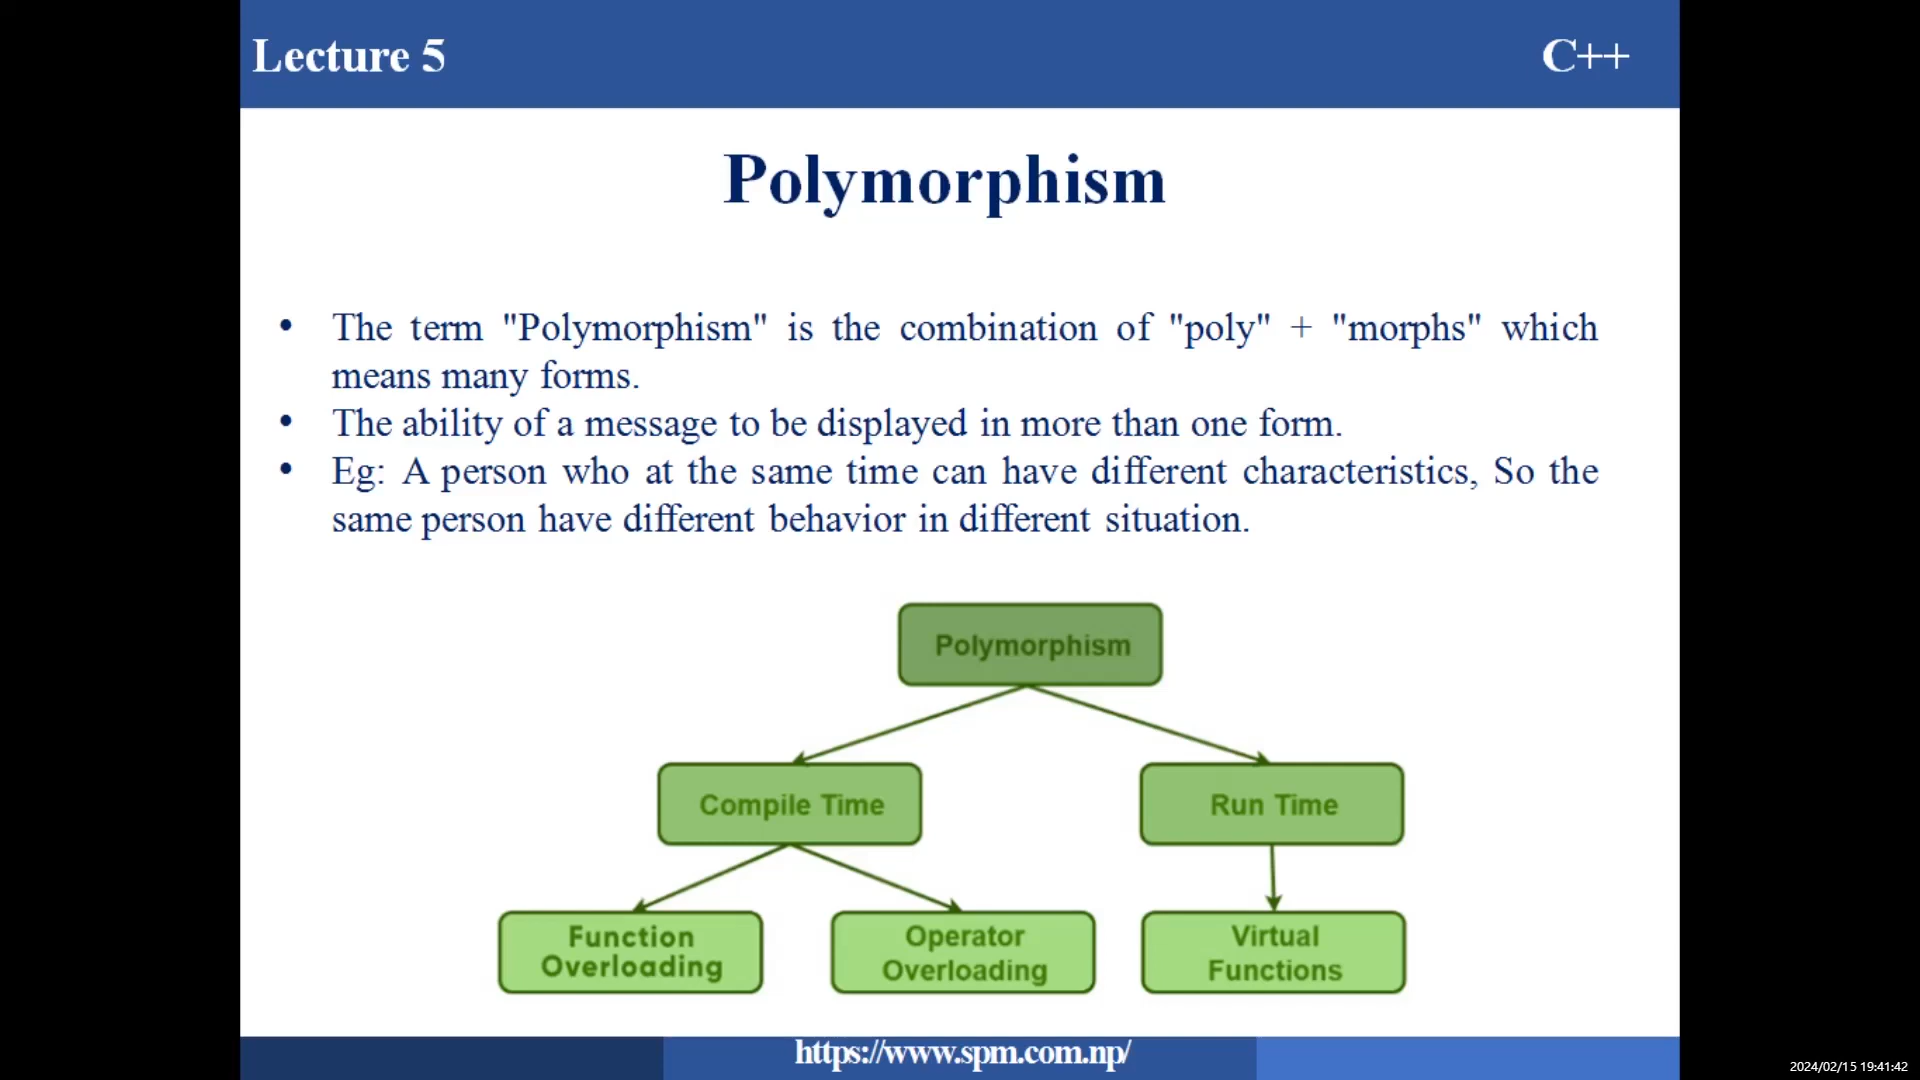 Lecture 5
C++
Polymorphism
• The term "Polymorphism" is the combination of "poly" + "morphs" which
means many forms.
• The ability of a message to be displayed in more than one form.
• Eg: A person who at the same time can have different characteristics, So the
same person have different behavior in different situation.
Polymorphism
Compile Time
Run Time
Function
Overloading
Operator
Overloading
Virtual
Functions
https://www.spm.com.np/
2024/02/15 19:41:42